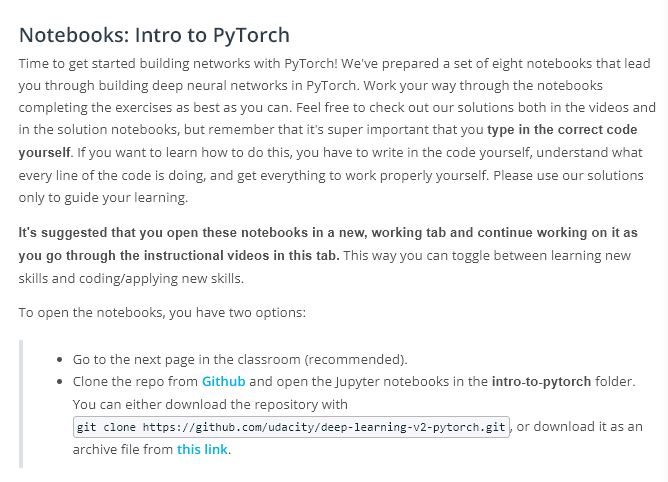 Notebooks: Intro to PyTorch
Time to get started building networks with PyTorch! We've prepared a set of eight notebooks that lead
you through building deep neural networks in PyTorch. Work your way through the notebooks
completing the exercises as best as you can. Feel free to check out our solutions both in the videos and
in the solution notebooks, but remember that it's super important that you type in the correct code
yourself. If you want to learn how to do this, you have to write in the code yourself, understand what
every line of the code is doing, and get everything to work properly yourself. Please use our solutions
only to guide your learning.
It's suggested that you open these notebooks in a new, working tab and continue working on it as
you go through the instructional videos in this tab. This way you can toggle between learning new
skills and coding/applying new skills.
To open the notebooks, you have two options:
• Go to the next page in the classroom (recommended).
• Clone the repo from Github and open the Jupyter notebooks in the intro-to-pytorch folder.
You can either download the repository with
git clone https://github.com/udacity/deep-learning-v2-pytorch.git, or download it as an
archive file from this link.